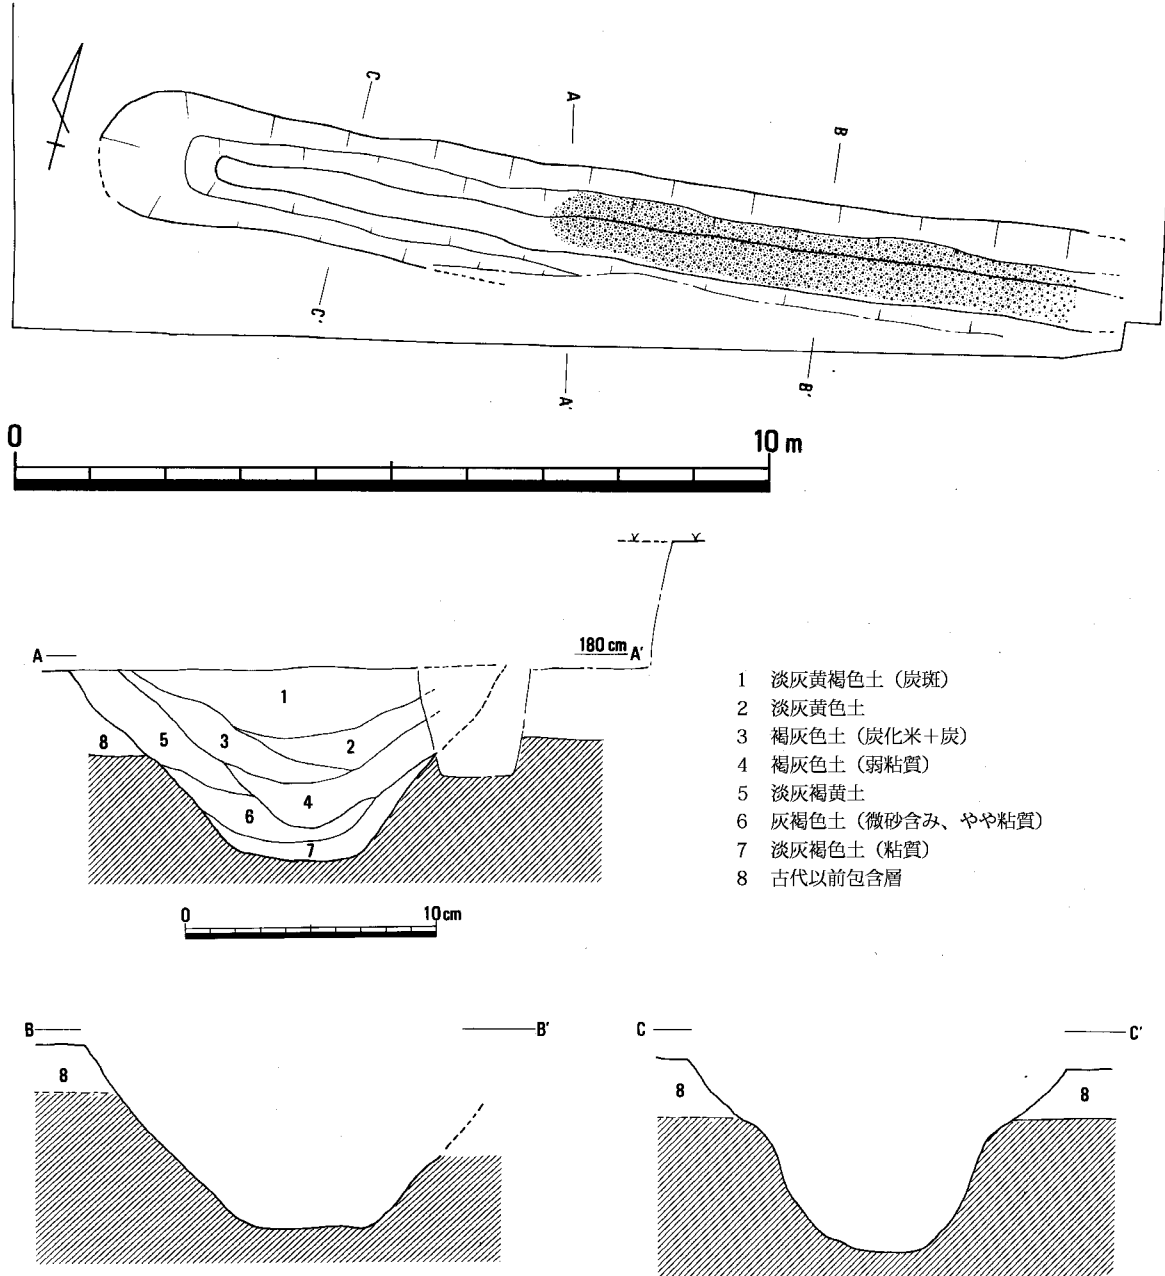 C
A
B
C'
A'
B'
0 10 m
A 180 cm A'
1
2
3
4
5
6
7
8
1 淡灰黄褐色土（炭斑）
2 淡灰黄色土
3 褐灰色土（炭化米＋炭）
4 褐灰色土（弱粘質）
5 淡灰褐黄土
6 灰褐色土（微砂含み、やや粘質）
7 淡灰褐色土（粘質）
8 古代以前包含層
0 10cm
B B'
8
C C'
8 8